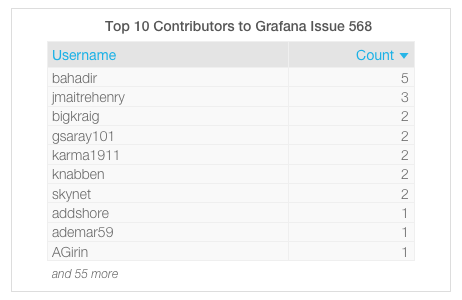 Top 10 Contributors to Grafana Issue 568
Username Count
bahadir 5
jmaitrehenry 3
bigkraig 2
gsaray101 2
karma1911 2
knabben 2
skynet 2
addshore 1
ademar59 1
AGirin 1
and 55 more